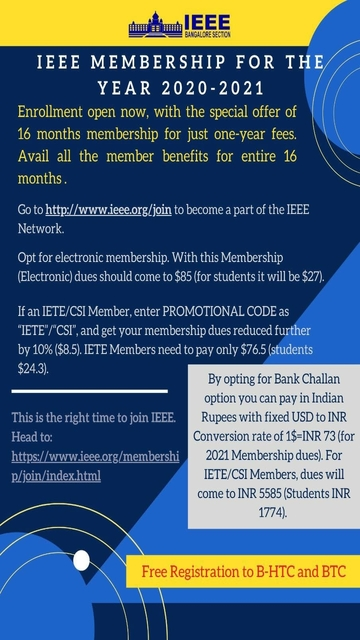 IEEE
BANGALORE SECTION
IEEE MEMBERSHIP FOR THE
YEAR 2020-2021
Enrollment open now, with the special offer of
16 months membership for just one-year fees.
Avail all the member benefits for entire 16
months .
Go to http://www.ieee.org/join to become a part of the IEEE
Network.
Opt for electronic membership. With this Membership
(Electronic) dues should come to $85 (for students it will be $27).
If an IETE/CSI Member, enter PROMOTIONAL CODE as
"IETE"/"CSI", and get your membership dues reduced further
by 10% ($8.5). IETE Members need to pay only $76.5 (students
$24.3).
This is the right time to join IEEE.
Head to:
https://www.ieee.org/membershi
p/join/index.html
By opting for Bank Challan
option you can pay in Indian
Rupees with fixed USD to INR
Conversion rate of 1$=INR 73 (for
2021 Membership dues). For
IETE/CSI Members, dues will
come to INR 5585 (Students INR
1774).
Free Registration to B-HTC and BTC